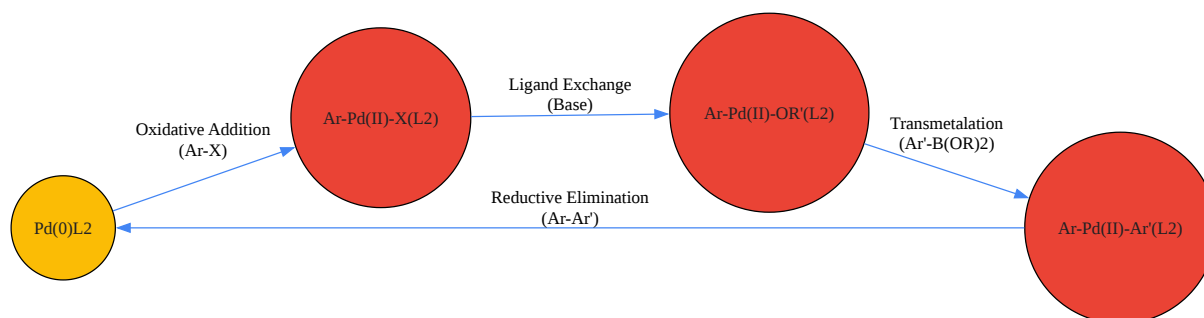 Ar-Pd(II)-X(L2)
Ligand Exchange
(Base)
Ar-Pd(II)-OR'(L2)
Oxidative Addition
(Ar-X)
Transmetalation
(Ar'-B(OR)2)
Reductive Elimination
(Ar-Ar')
Pd(0)L2
Ar-Pd(II)-Ar'(L2)